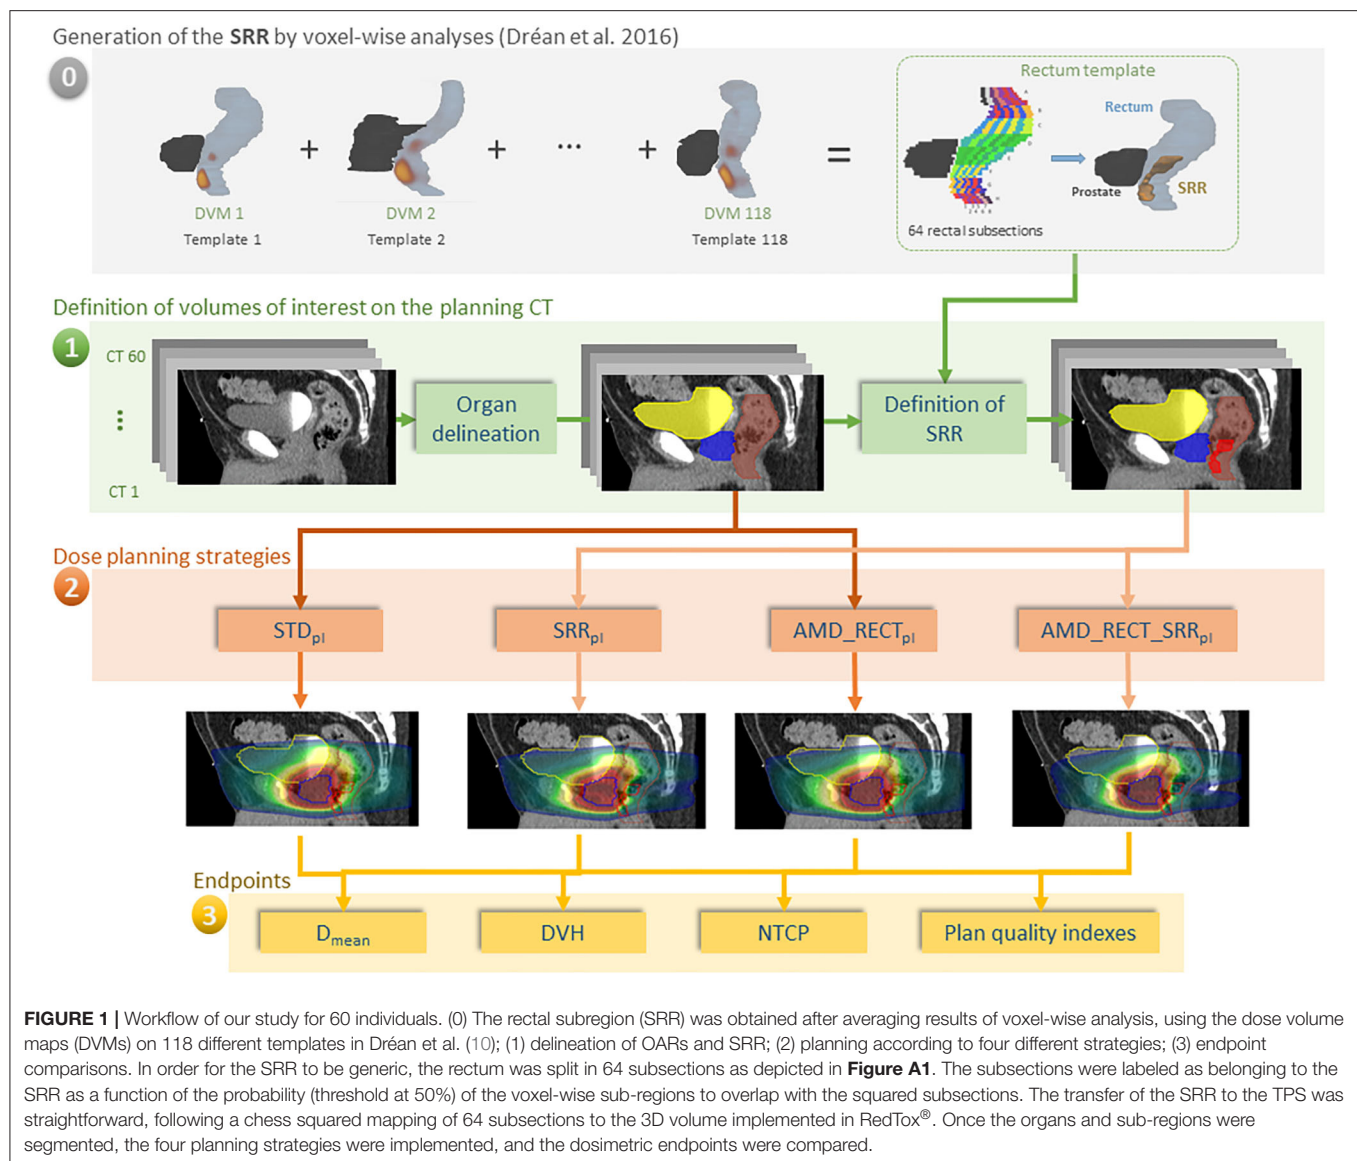 Generation of the SRR by voxel-wise analyses (Dréan et al. 2016)
0
Rectum template
Rectum
Prostate
SRR
64 rectal subsections
+ + ... + =
DVM 1
Template 1
DVM 2
Template 2
DVM 118
Template 118
Definition of volumes of interest on the planning CT
1
CT 60
⋮
CT 1
Organ
delineation
Definition of
SRR
Dose planning strategies
2
STDpl
SRRpl
AMD_RECTpl
AMD_RECT_SRRpl
Endpoints
3
Dmean
DVH
NTCP
Plan quality indexes
FIGURE 1 | Workflow of our study for 60 individuals. (0) The rectal subregion (SRR) was obtained after averaging results of voxel-wise analysis, using the dose volume
maps (DVMs) on 118 different templates in Dréan et al. (10); (1) delineation of OARs and SRR; (2) planning according to four different strategies; (3) endpoint
comparisons. In order for the SRR to be generic, the rectum was split in 64 subsections as depicted in Figure A1. The subsections were labeled as belonging to the
SRR as a function of the probability (threshold at 50%) of the voxel-wise sub-regions to overlap with the squared subsections. The transfer of the SRR to the TPS was
straightforward, following a chess squared mapping of 64 subsections to the 3D volume implemented in RedTox®. Once the organs and sub-regions were
segmented, the four planning strategies were implemented, and the dosimetric endpoints were compared.